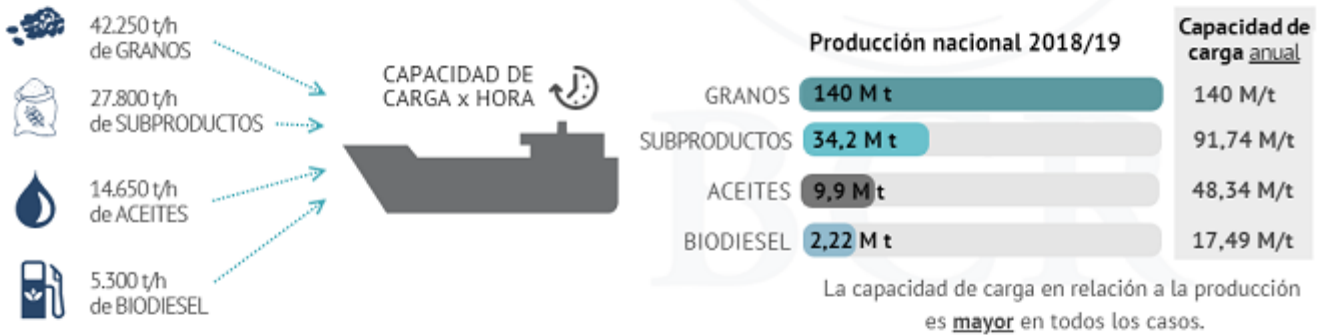 42.250 t/h
de GRANOS
27.800 t/h
de SUBPRODUCTOS
14.650 t/h
de ACEITES
5.300 t/h
de BIODIESEL
CAPACIDAD DE
CARGA x HORA
Producción nacional 2018/19
Capacidad de
carga anual
GRANOS 140 M t 140 M/t
SUBPRODUCTOS 34,2 M t 91,74 M/t
ACEITES 9,9 M t 48,34 M/t
BIODIESEL 2,22 M t 17,49 M/t
La capacidad de carga en relación a la producción
es mayor en todos los casos.
BCR